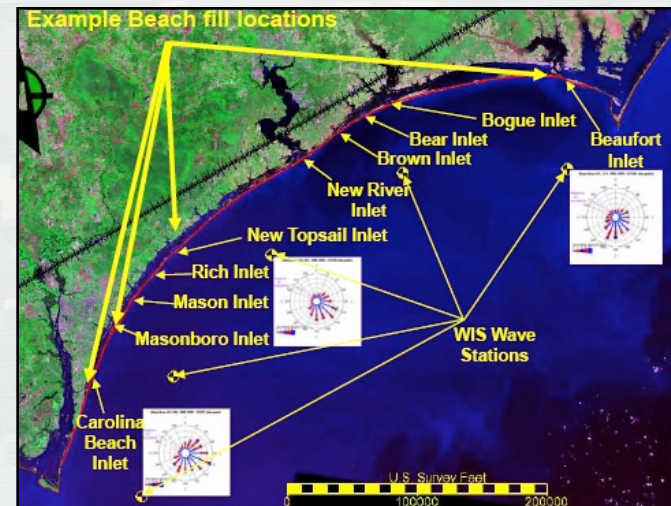 Example Beach fill locations
Bogue Inlet
Bear Inlet
Beaufort
Inlet
Brown Inlet
New River
Inlet
New Topsail Inlet
Rich Inlet
Mason Inlet
WIS Wave
Stations
Masonboro Inlet
Carolina
Beach
Inlet
U.S. Survey Feet
0
100000
200000